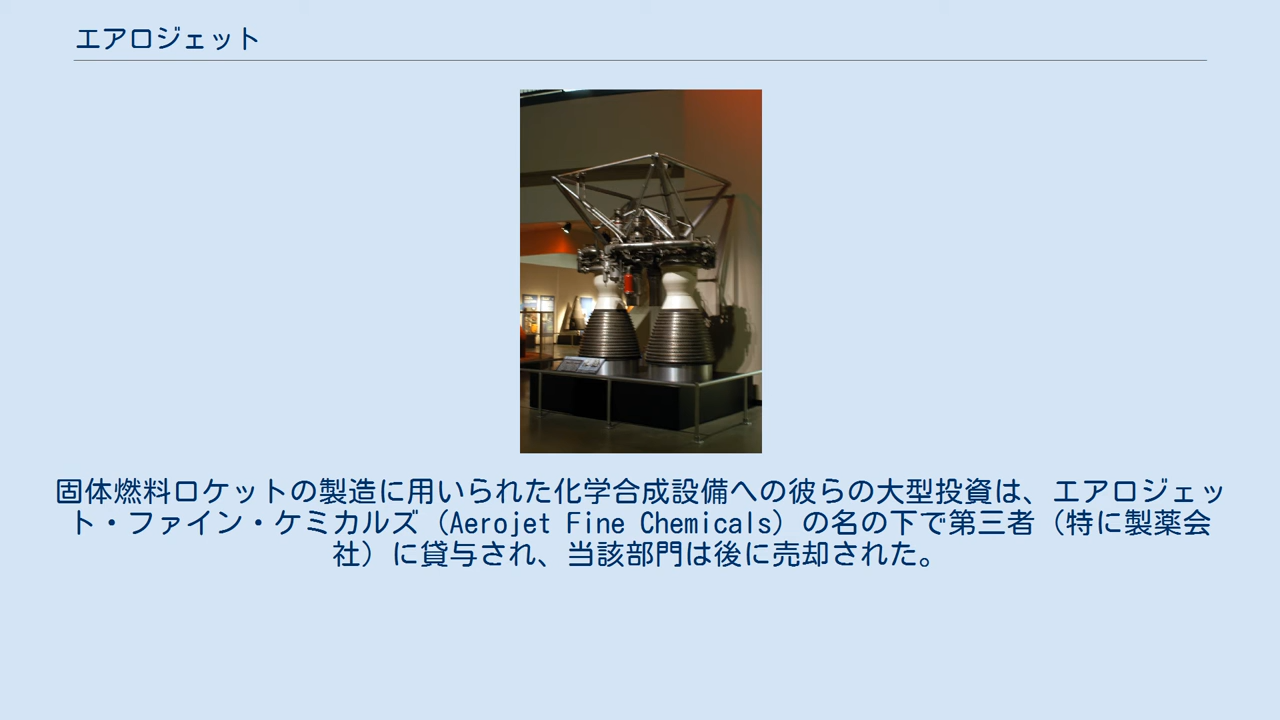 エアロジェット
固体燃料ロケットの製造に用いられた化学合成設備への彼らの大型投資は、エアロジェッ
ト・ファイン・ケミカルズ（Aerojet Fine Chemicals）の名の下で第三者（特に製薬会
社）に貸与され、当該部門は後に売却された。